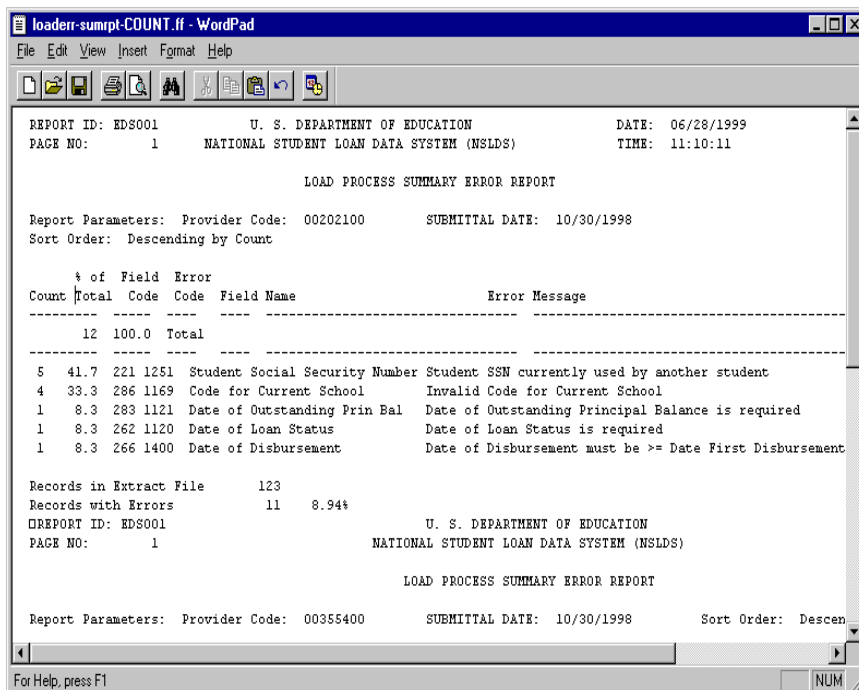 loaderr-sumrpt-COUNT.ff - WordPad
File Edit View Insert Format Help
REPORT ID: EDS001 U. S. DEPARTMENT OF EDUCATION DATE: 06/28/1999
PAGE NO: 1 NATIONAL STUDENT LOAN DATA SYSTEM (NSLDS) TIME: 11:10:11
LOAD PROCESS SUMMARY ERROR REPORT
Report Parameters: Provider Code: 00202100 SUBMITTAL DATE: 10/30/1998
Sort Order: Descending by Count
% of Field Error
Count Total Code Code Field Name Error Message
--------- ----- ---- ---- -------------------------------- ----------------------------------------
12 100.0 Total
--------- ----- ---- ---- -------------------------------- ----------------------------------------
5 41.7 221 1251 Student Social Security Number Student SSN currently used by another student
4 33.3 286 1169 Code for Current School Invalid Code for Current School
1 8.3 283 1121 Date of Outstanding Prin Bal Date of Outstanding Principal Balance is required
1 8.3 262 1120 Date of Loan Status Date of Loan Status is required
1 8.3 266 1400 Date of Disbursement Date of Disbursement must be >= Date First Disbursement
Records in Extract File 123
Records with Errors 11 8.94%
▯REPORT ID: EDS001 U. S. DEPARTMENT OF EDUCATION
PAGE NO: 1 NATIONAL STUDENT LOAN DATA SYSTEM (NSLDS)
LOAD PROCESS SUMMARY ERROR REPORT
Report Parameters: Provider Code: 00355400 SUBMITTAL DATE: 10/30/1998 Sort Order: Descen
For Help, press F1 NUM